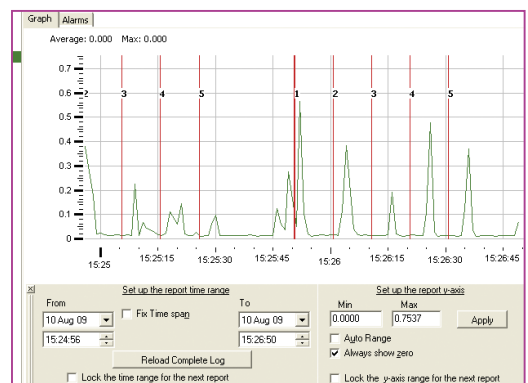 Graph Alarms
Average: 0.000 Max: 0.000
0.7
0.6
0.5
0.4
0.3
0.2
0.1
0
2 3 4 5 1 2 3 4 5
15:25 15:25:15 15:25:30 15:25:45 15:26 15:26:15 15:26:30 15:26:45
Set up the report time range
From To
10 Aug 09 Fix Time span 10 Aug 09
15:24:56 15:26:50
Reload Complete Log
Lock the time range for the next report
Set up the report y-axis
Min Max
0.0000 0.7537 Apply
Auto Range
Always show zero
Lock the y-axis range for the next report